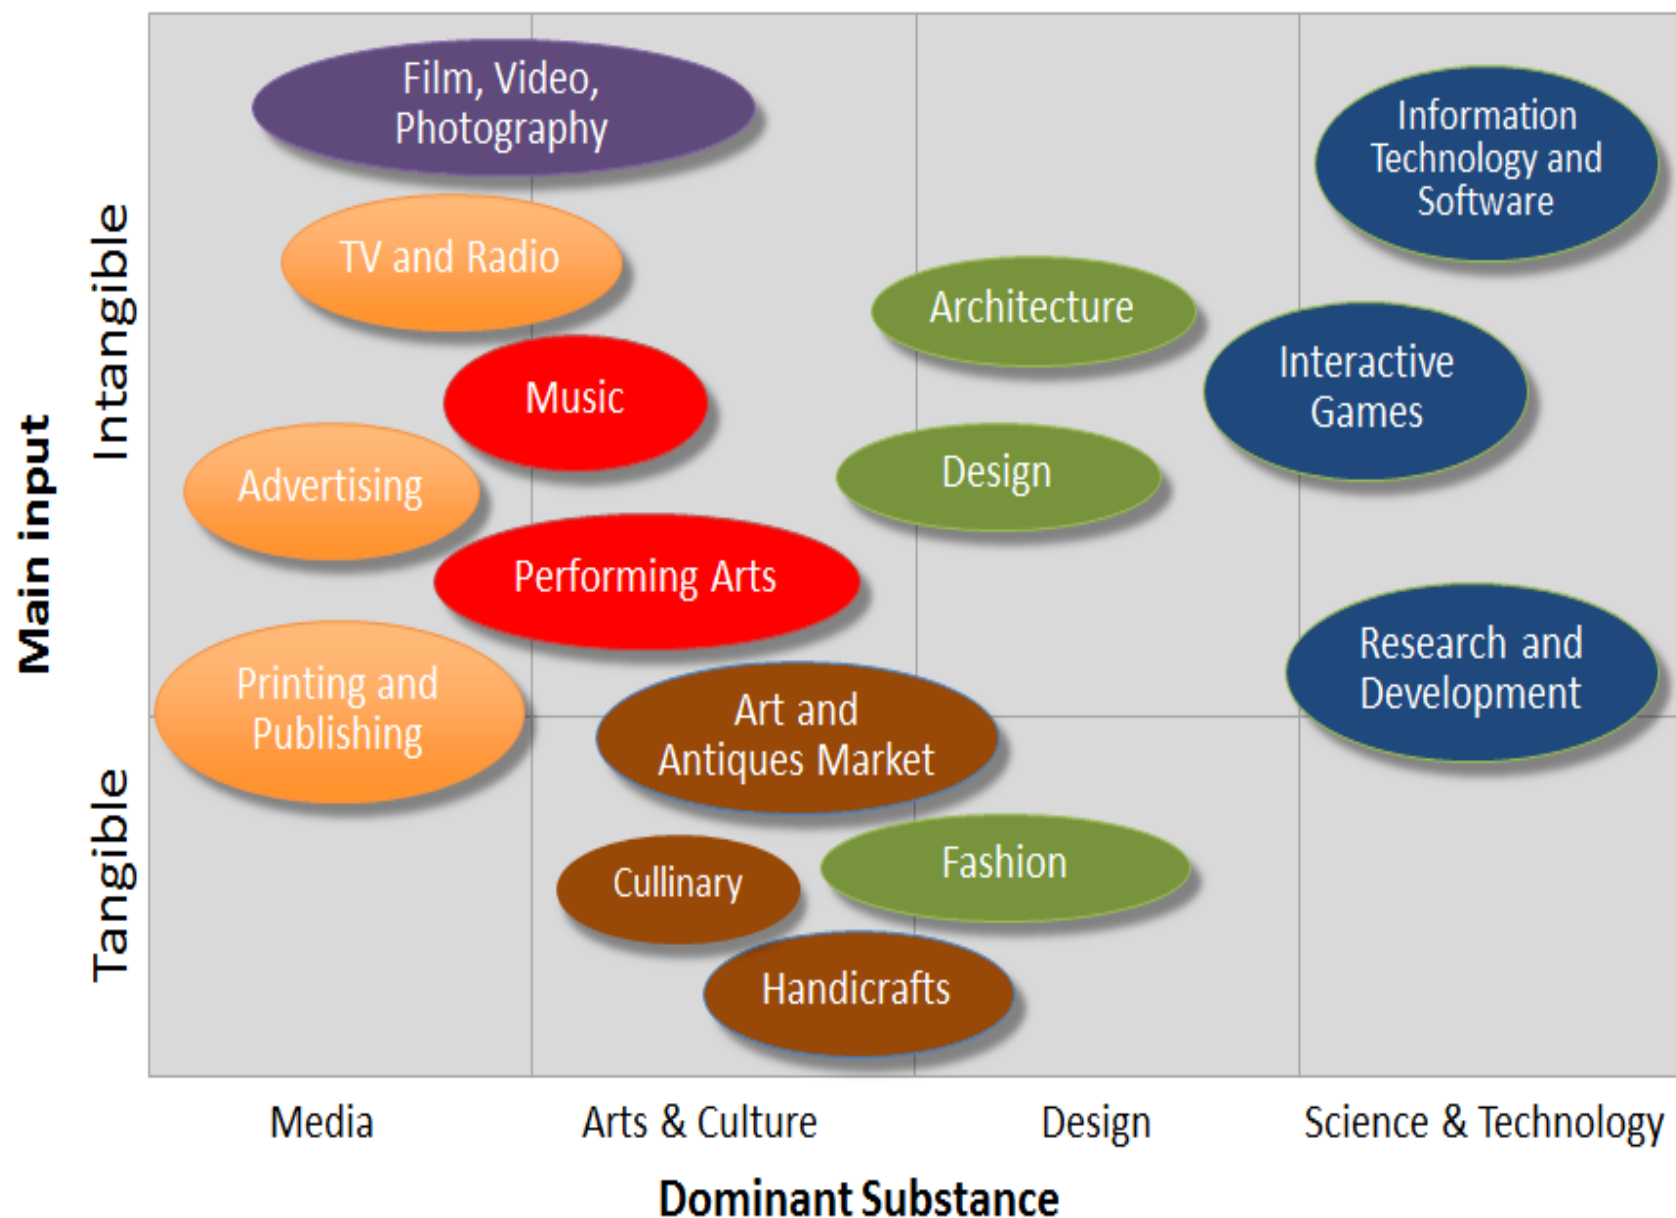 Film, Video,
Photography
Information
Technology and
Software
TV and Radio
Architecture
Interactive
Games
Music
Advertising
Design
Performing Arts
Research and
Development
Printing and
Publishing
Art and
Antiques Market
Cullinary
Fashion
Handicrafts
Main input
Intangible
Tangible
Media
Arts & Culture
Design
Science & Technology
Dominant Substance